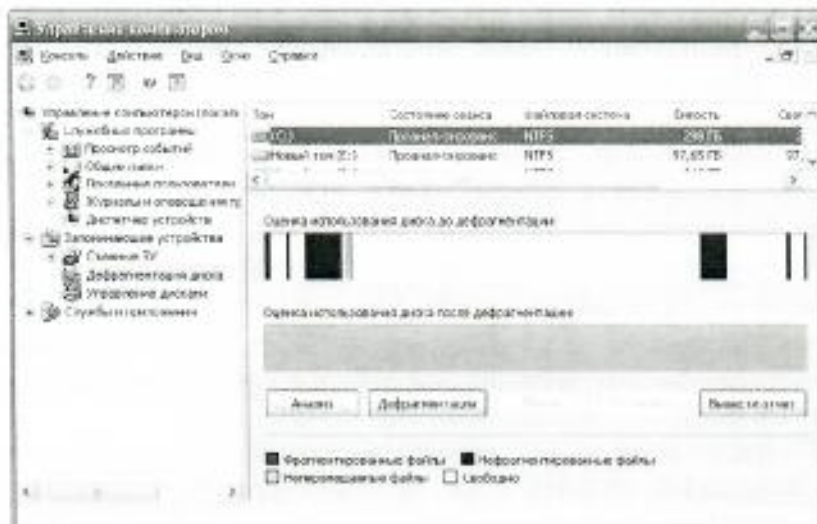 Управление компьютером
Консоль Действие Вид Окно Справка
Управление компьютером (локаль
Служебные программы
Просмотр событий
Общие папки
Локальные пользователи
Журналы и оповещения пр
Диспетчер устройств
Запоминающие устройства
Съемные ЗУ
Дефрагментация диска
Управление дисками
Службы и приложения
Том Состояние сеанса Файловая система Емкость
(C:) Проанализировано NTFS 298 ГБ
Новый том (E:) Проанализировано NTFS 97,65 ГБ 97,
Оценка использования диска до дефрагментации
Оценка использования диска после дефрагментации
Анализ Дефрагментация Вывести отчет
Фрагментированные файлы Нефрагментированные файлы
Неперемещаемые файлы Свободно